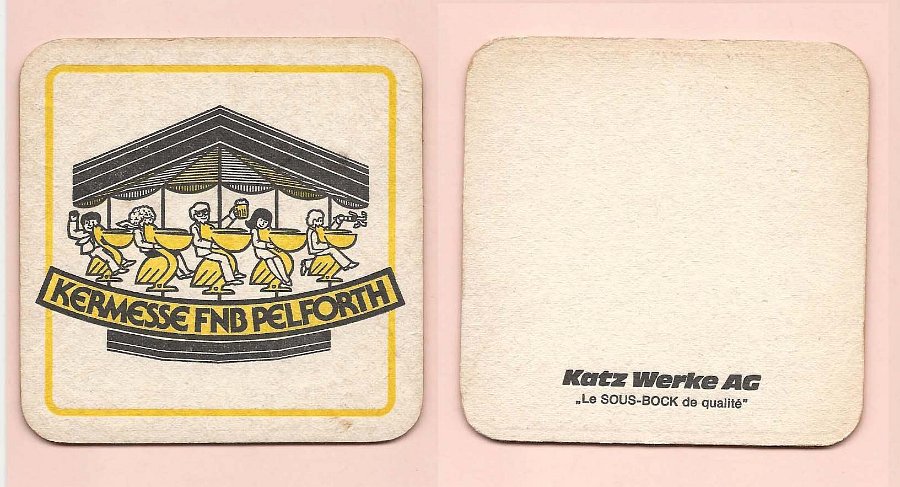 KERMESSE FNB PELFORTH
Katz Werke AG
„Le SOUS-BOCK de qualité"